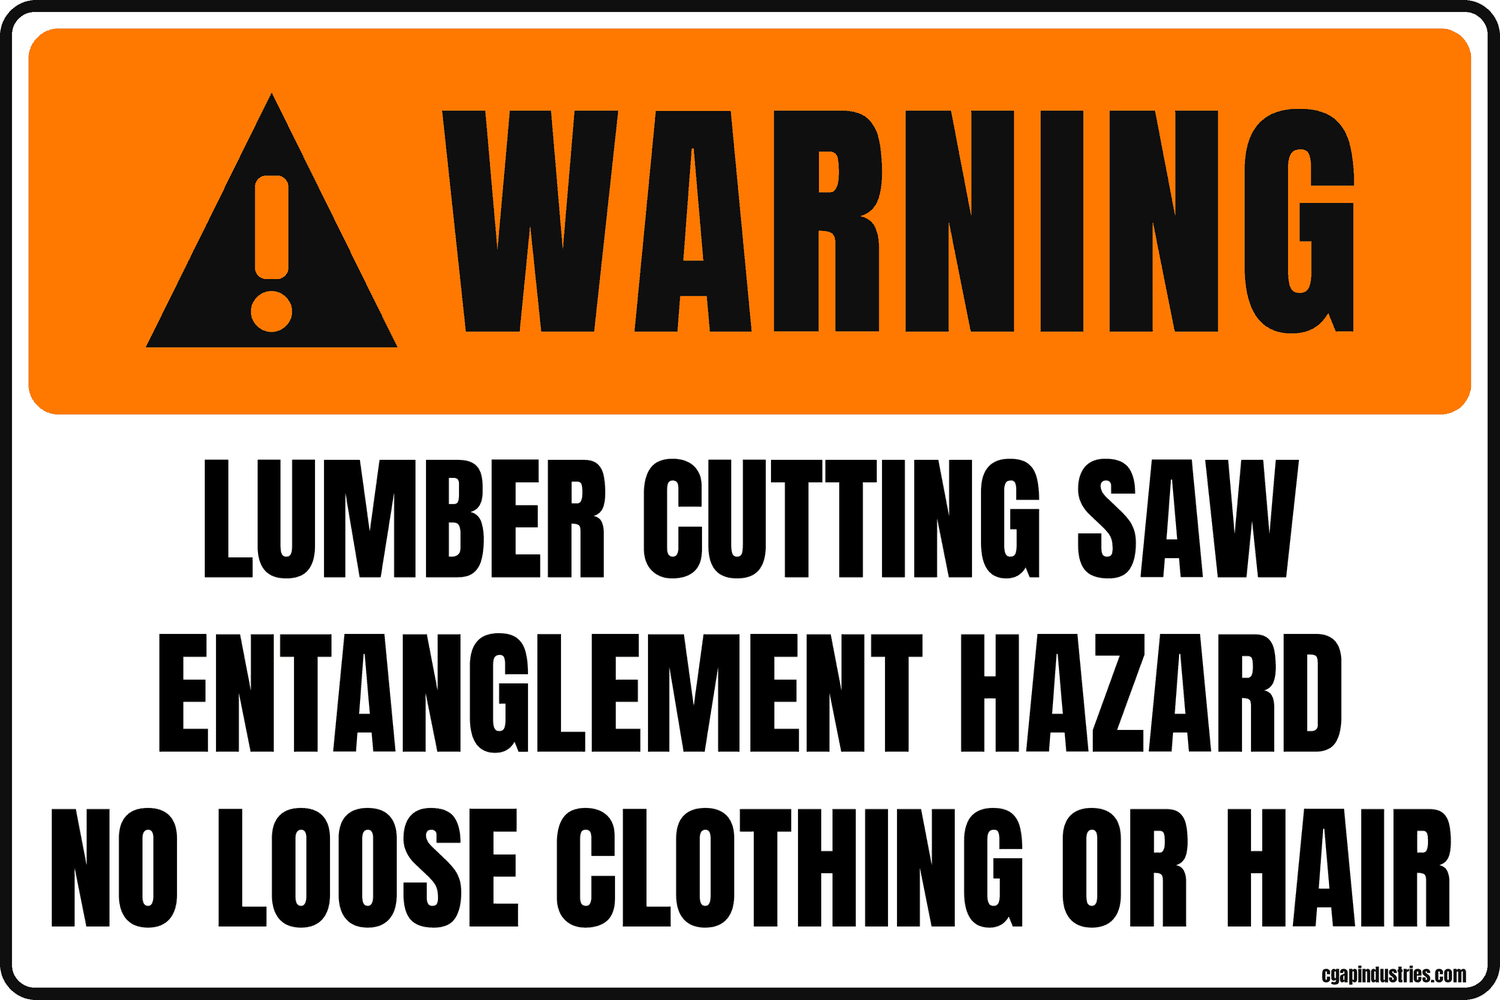 WARNING
LUMBER CUTTING SAW
ENTANGLEMENT HAZARD
NO LOOSE CLOTHING OR HAIR
cgapindustries.com